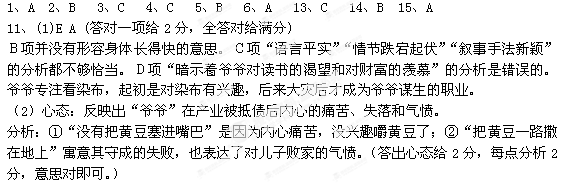 1、A 2、B 3、C 4、C 5、B 6、A 13、C 14、B 15、A
11、(1)E A (答对一项给 2 分，全答对给满分)
B项并没有形容身体长得快的意思。C项“语言平实”“情节跌宕起伏”“叙事手法新颖”
的分析都不够恰当。D项“暗示着爷爷对读书的渴望和对财富的羡慕”的分析是错误的。
爷爷专注看染布，起初是对染布有兴趣，后来大灾后才成为爷爷谋生的职业。
（2）心态：反映出“爷爷”在产业被抵债后内心的痛苦、失落和气愤。
分析：①“没有把黄豆塞进嘴巴”是因为内心痛苦，没兴趣嚼黄豆了；②“把黄豆一路撒
在地上”寓意其守成的失败，也表达了对儿子败家的气愤。（答出心态给 2 分，每点分析 2
分，意思对即可。）